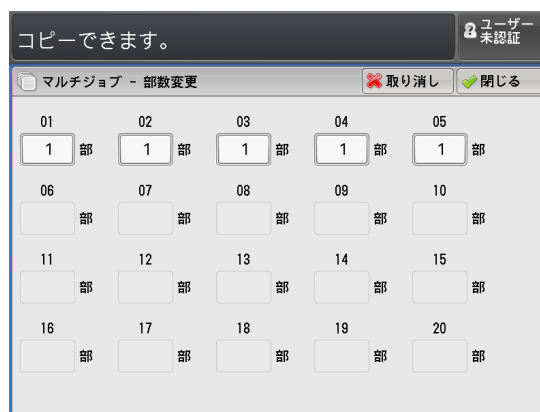 コピーできます。
ユーザー
未認証
マルチジョブ - 部数変更
取り消し
閉じる
01 02 03 04 05
1 部 1 部 1 部 1 部 1 部
06 07 08 09 10
部 部 部 部 部
11 12 13 14 15
部 部 部 部 部
16 17 18 19 20
部 部 部 部 部